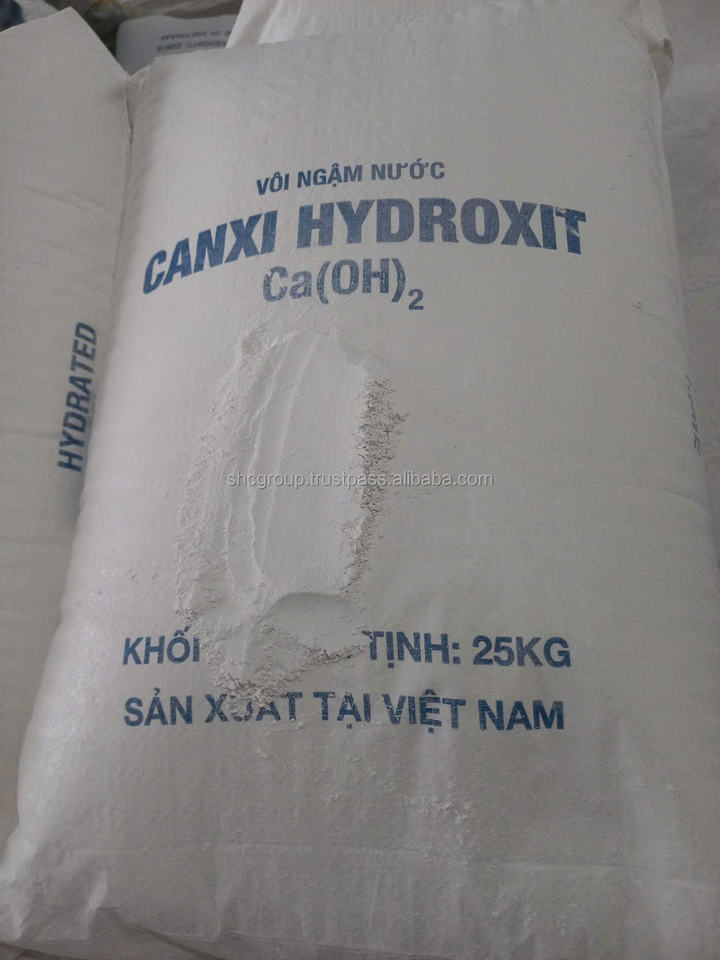 VÔI NGẬM NƯỚC
CANXI HYDROXIT
Ca(OH)₂
HYDRATED
shcgroup.trustpass.alibaba.com
KHỐI TỊNH: 25KG
SẢN XUẤT TẠI VIỆT NAM